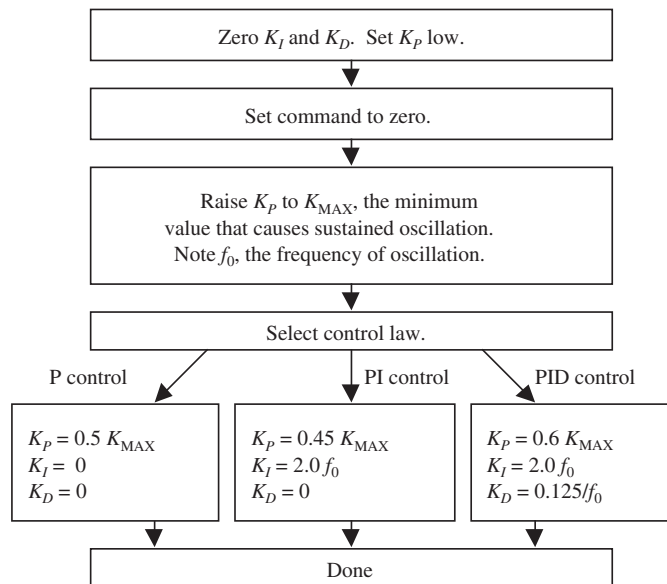 Zero K_I and K_D. Set K_P low.
Set command to zero.
Raise K_P to K_MAX, the minimum
value that causes sustained oscillation.
Note f_0, the frequency of oscillation.
Select control law.
P control
PI control
PID control
K_P = 0.5 K_MAX
K_I = 0
K_D = 0
K_P = 0.45 K_MAX
K_I = 2.0 f_0
K_D = 0
K_P = 0.6 K_MAX
K_I = 2.0 f_0
K_D = 0.125/f_0
Done